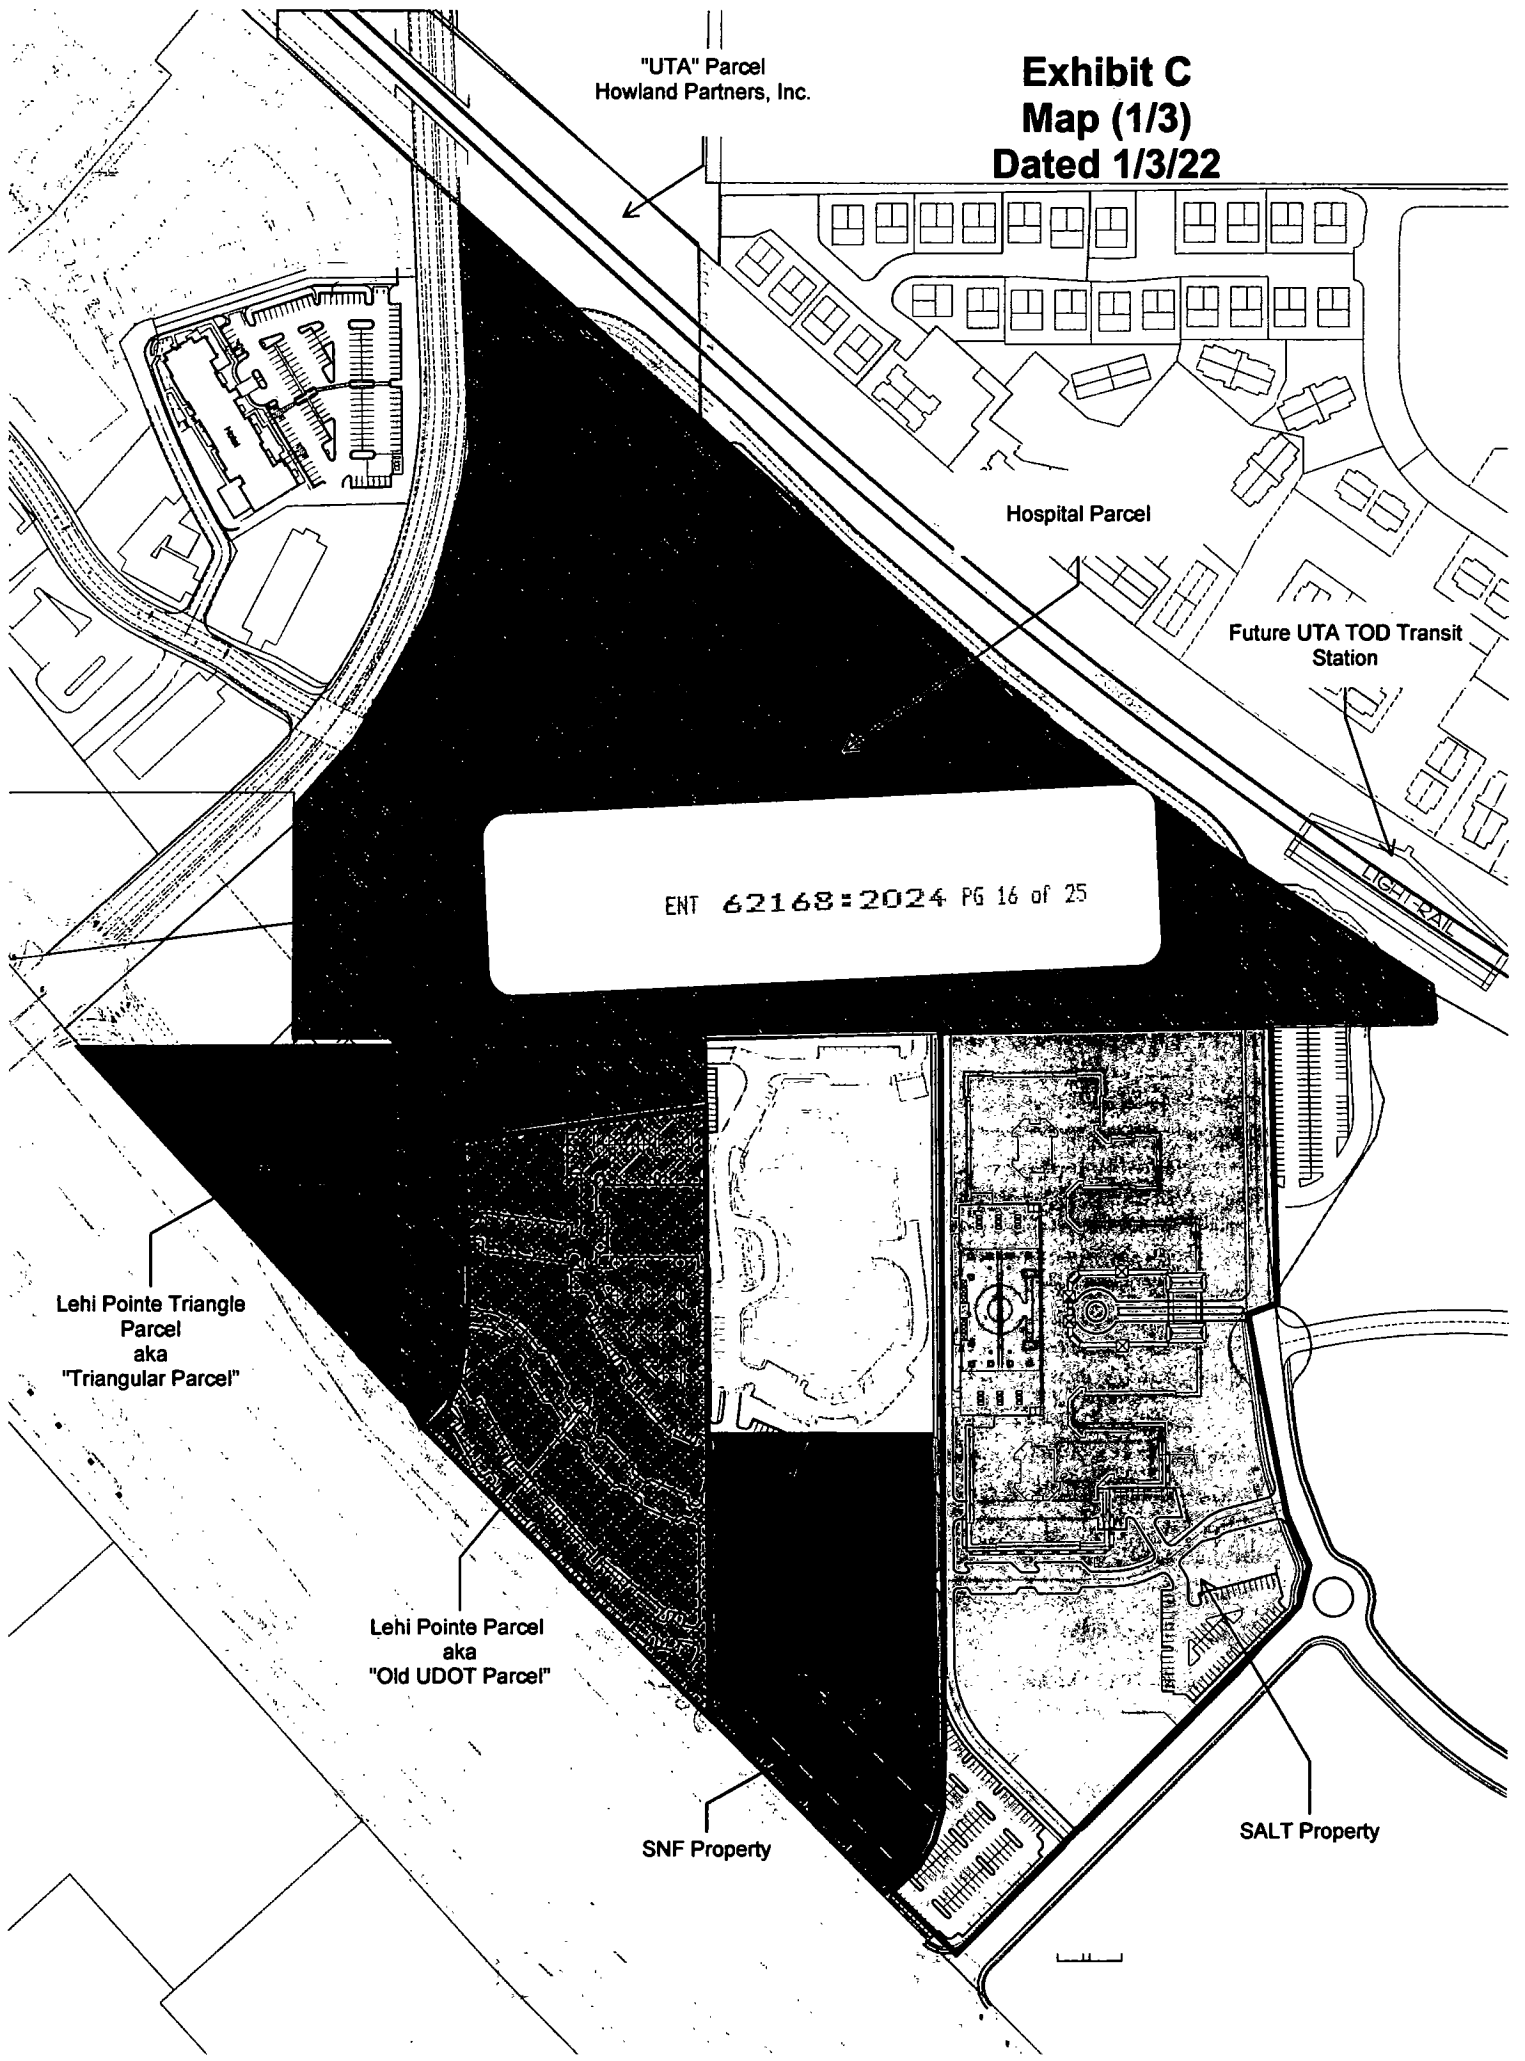 Exhibit C
Map (1/3)
Dated 1/3/22
"UTA" Parcel
Howland Partners, Inc.
Hotel
Hospital Parcel
Future UTA TOD Transit
Station
LIGHT-RAIL
ENT 62168:2024 PG 16 of 25
Lehi Pointe Triangle
Parcel
aka
"Triangular Parcel"
Lehi Pointe Parcel
aka
"Old UDOT Parcel"
SNF Property
SALT Property